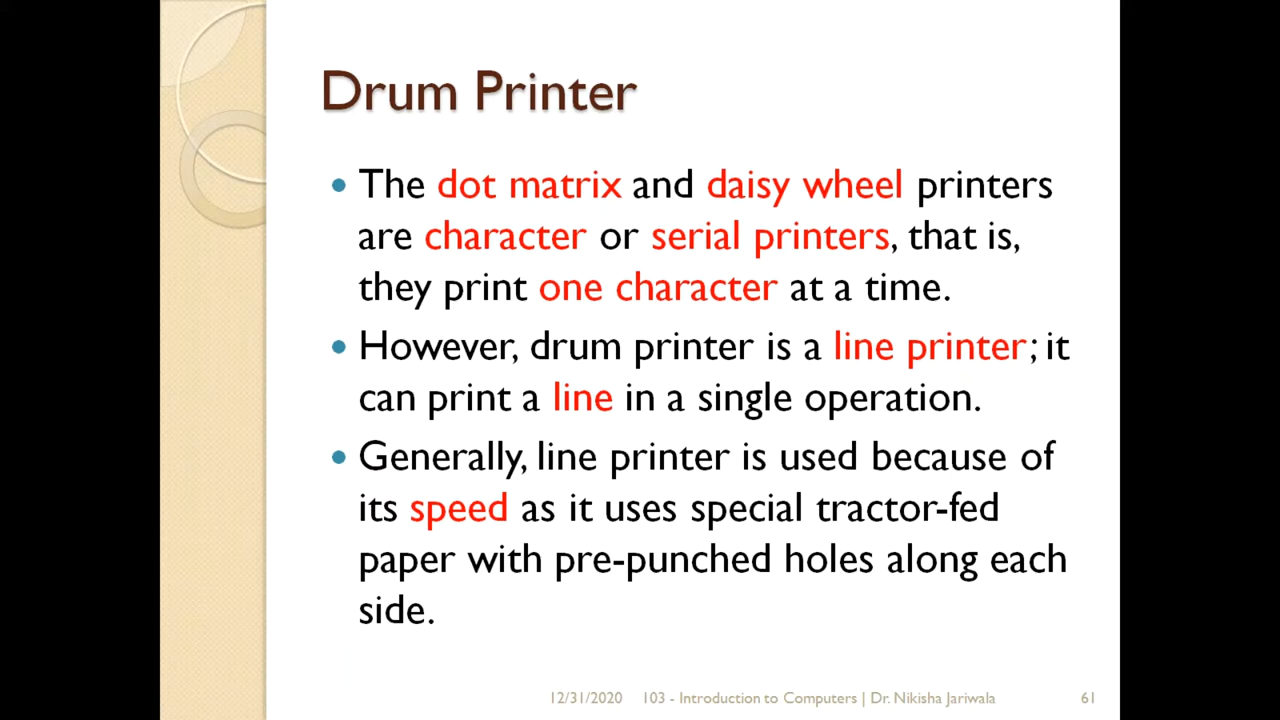 Drum Printer
• The dot matrix and daisy wheel printers
are character or serial printers, that is,
they print one character at a time.
• However, drum printer is a line printer; it
can print a line in a single operation.
• Generally, line printer is used because of
its speed as it uses special tractor-fed
paper with pre-punched holes along each
side.
12/31/2020 103 - Introduction to Computers | Dr. Nikisha Jariwala 61